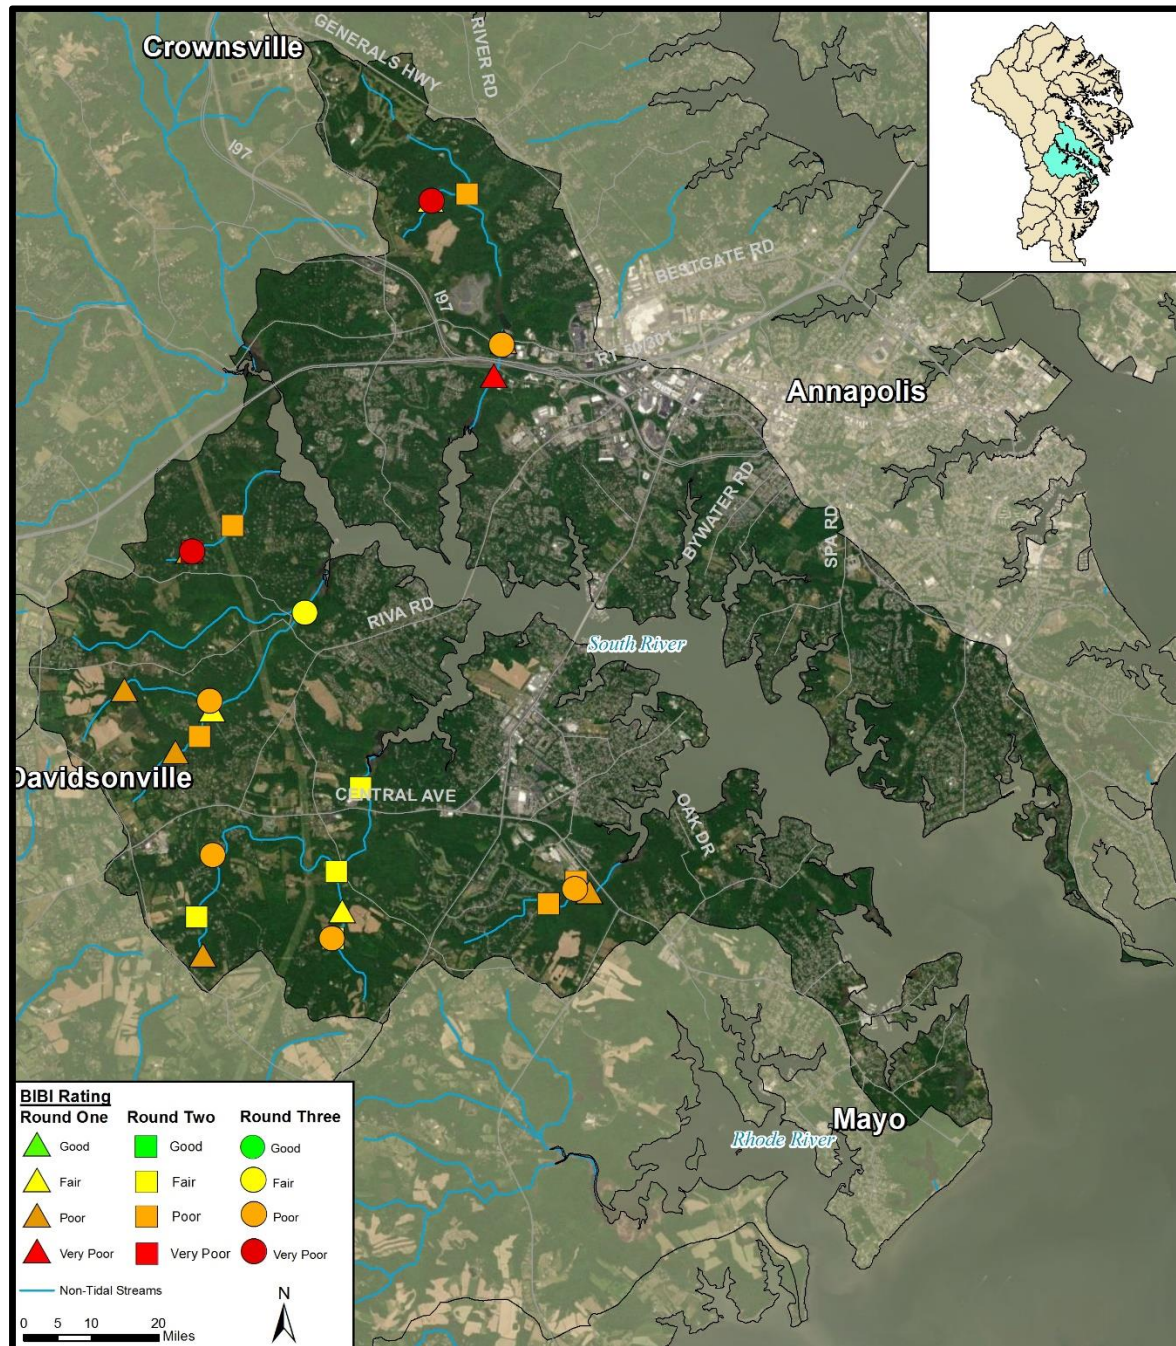 Crownsville
GENERALS HWY
RIVER RD
I97
I97
BESTGATE RD
Annapolis
BYWATER RD
SPA RD
RIVA RD
South River
Davidsonville
CENTRAL AVE
OAK DR
Mayo
Rhode River
BIBI Rating
Round One Round Two Round Three
Good Good Good
Fair Fair Fair
Poor Poor Poor
Very Poor Very Poor Very Poor
Non-Tidal Streams
N
0 5 10 20
Miles